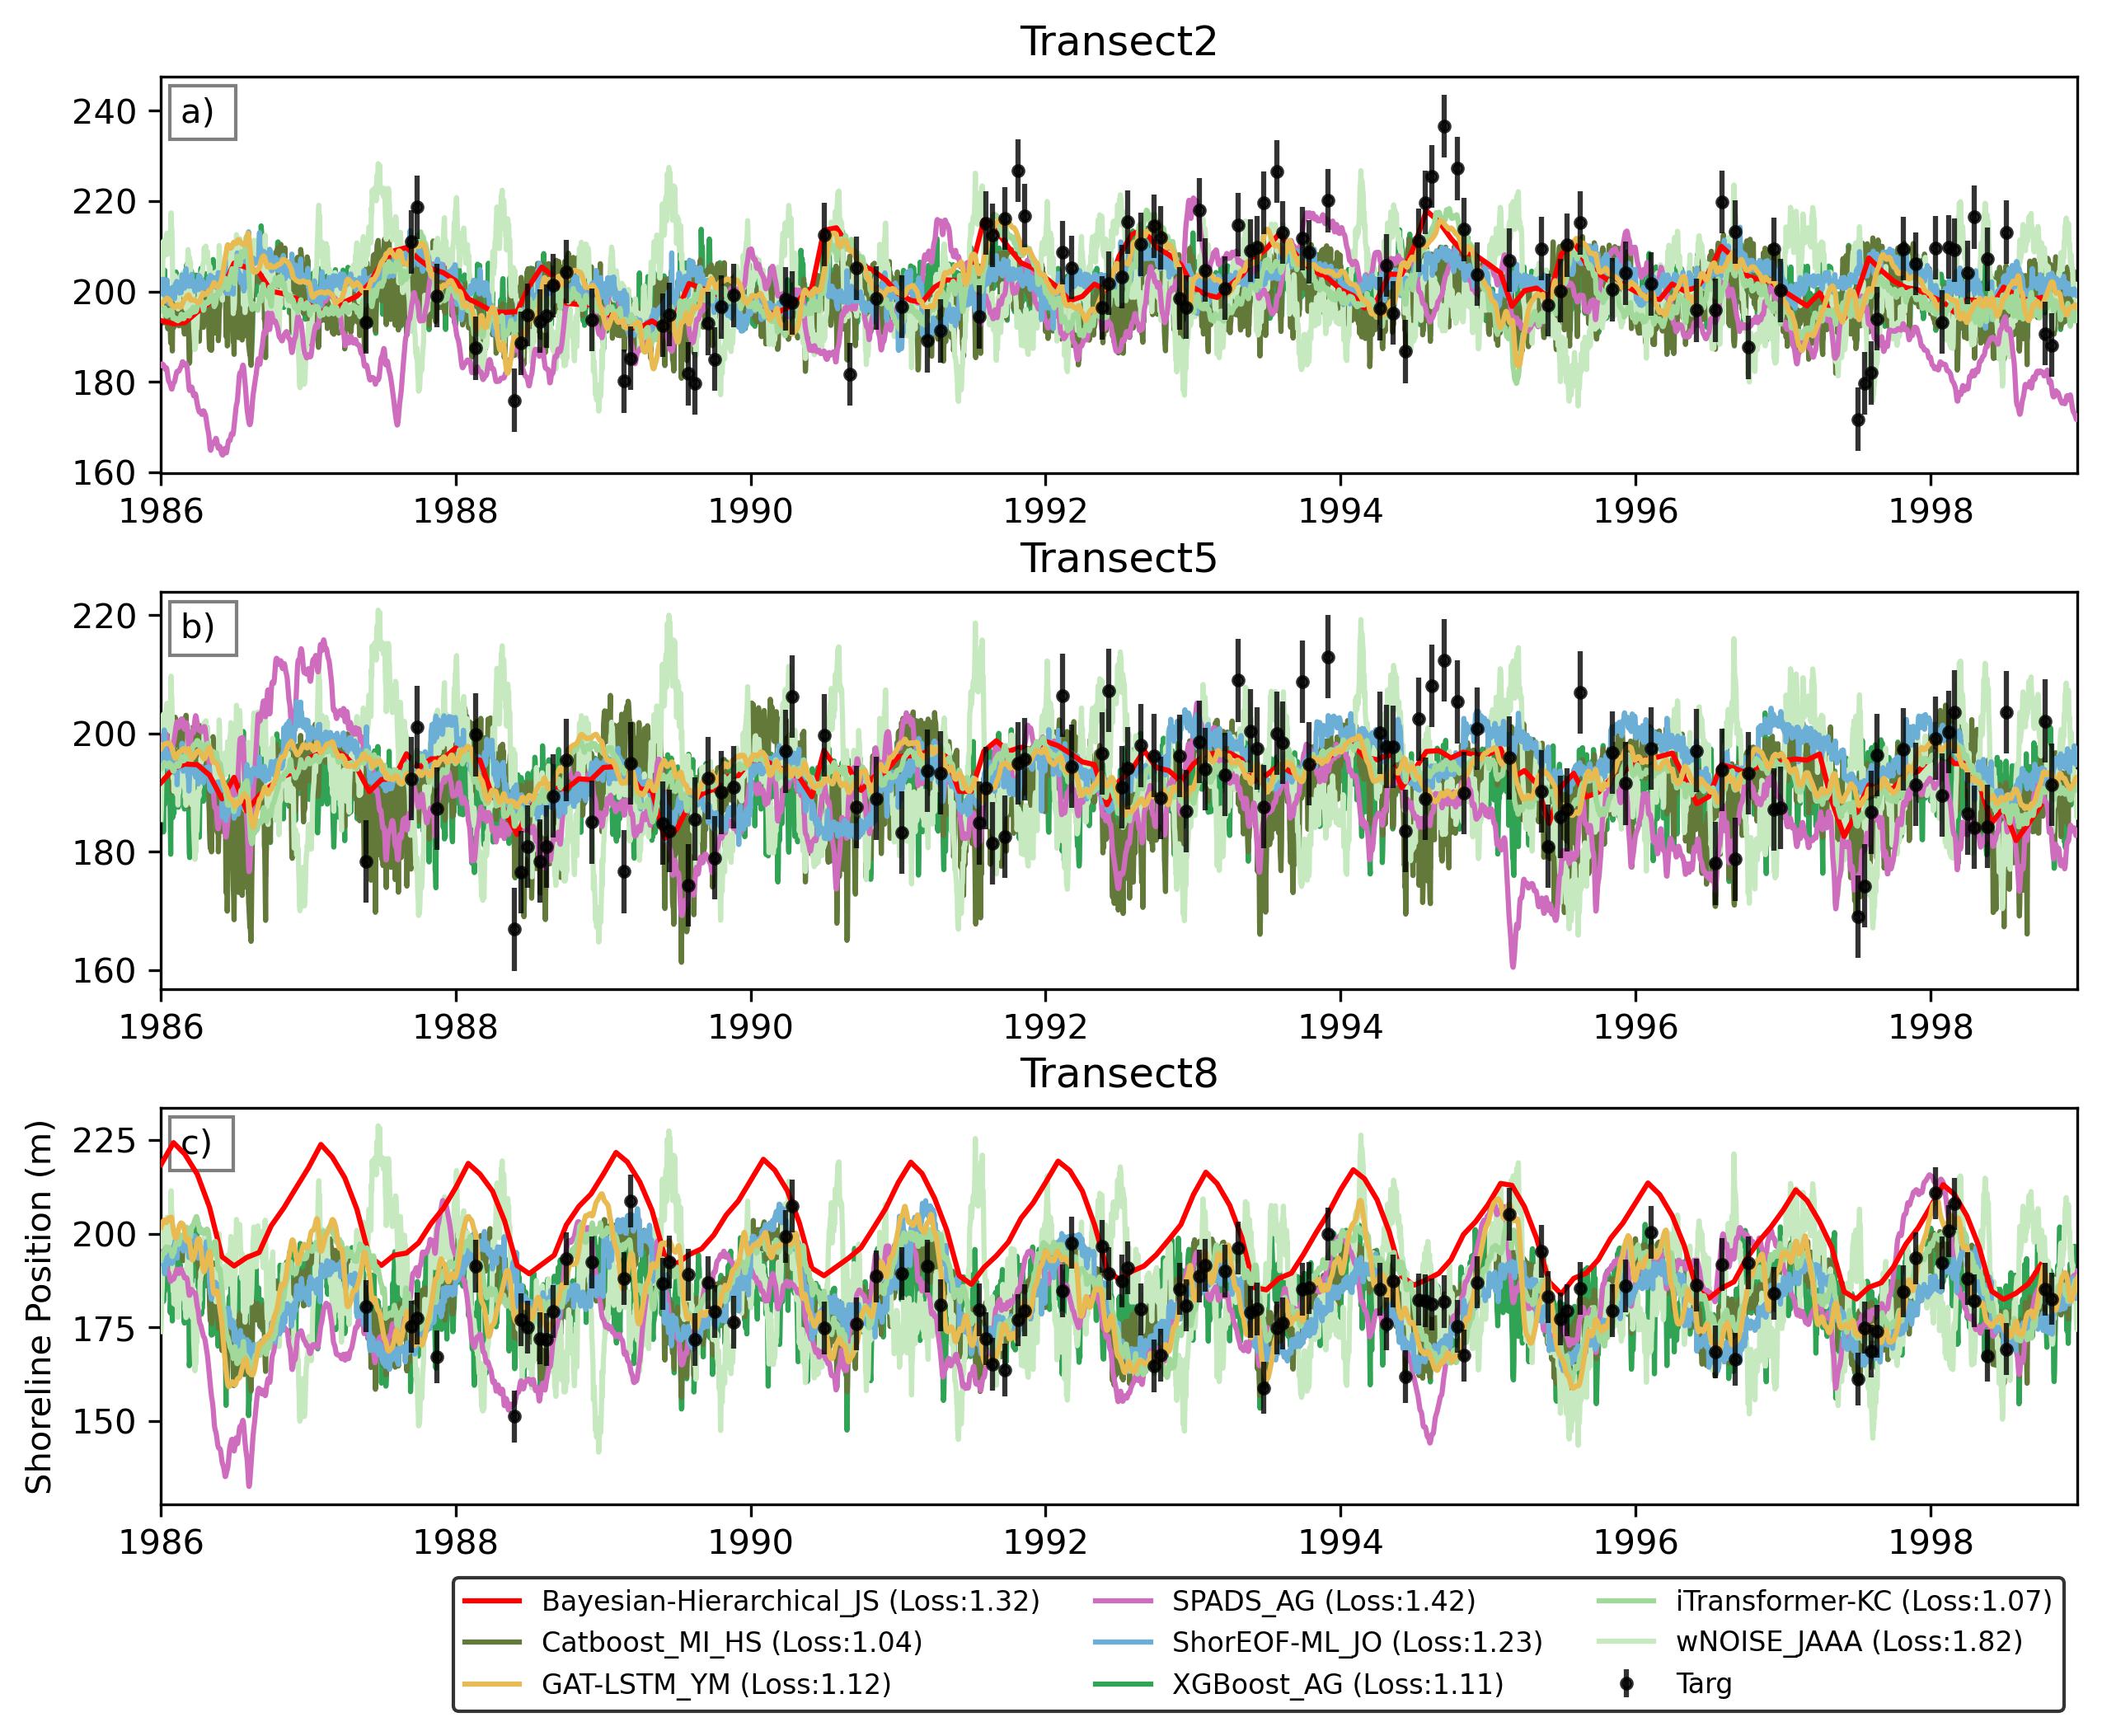 Transect2
a)
240
220
200
180
160
1986 1988 1990 1992 1994 1996 1998
Transect5
b)
220
200
180
160
1986 1988 1990 1992 1994 1996 1998
Transect8
c)
Shoreline Position (m)
225
200
175
150
1986 1988 1990 1992 1994 1996 1998
Bayesian-Hierarchical_JS (Loss:1.32)
Catboost_MI_HS (Loss:1.04)
GAT-LSTM_YM (Loss:1.12)
SPADS_AG (Loss:1.42)
ShorEOF-ML_JO (Loss:1.23)
XGBoost_AG (Loss:1.11)
iTransformer-KC (Loss:1.07)
wNOISE_JAAA (Loss:1.82)
Targ